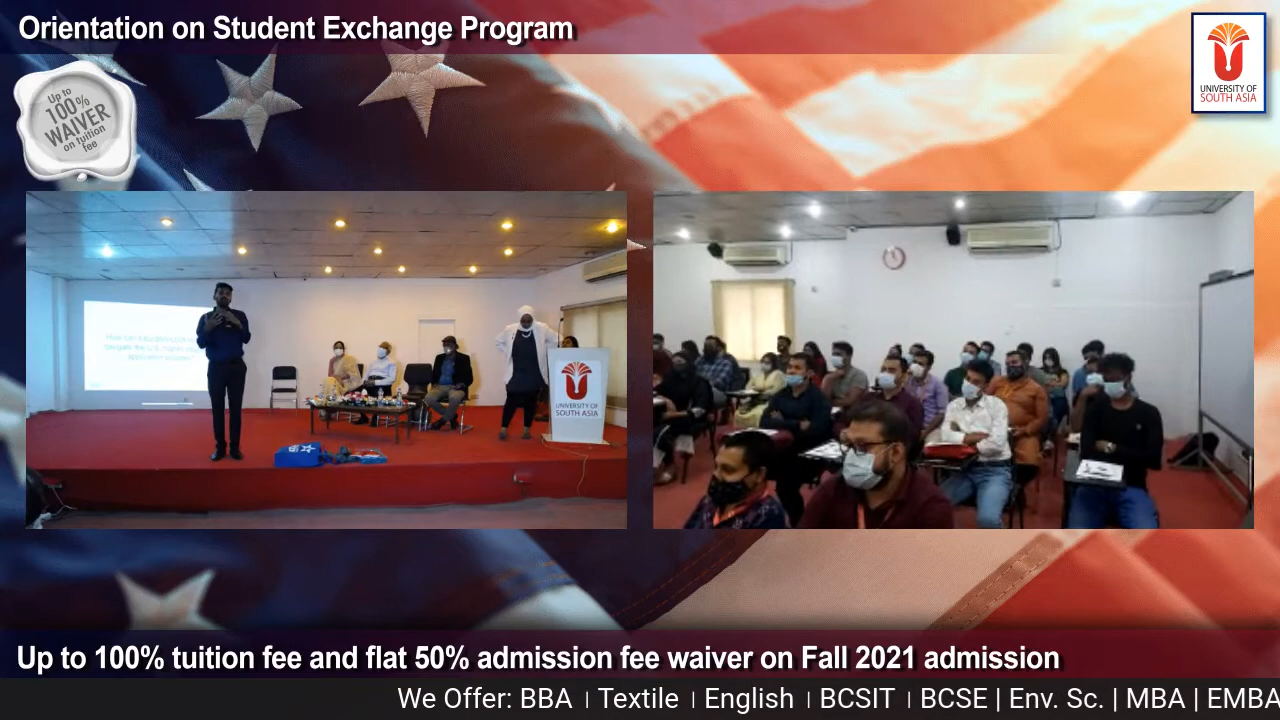 Orientation on Student Exchange Program
UNIVERSITY OF
SOUTH ASIA
Up to
100%
WAIVER
on tuition
fee
UNIVERSITY OF
SOUTH ASIA
Up to 100% tuition fee and flat 50% admission fee waiver on Fall 2021 admission
We Offer: BBA | Textile | English | BCSIT | BCSE | Env. Sc. | MBA | EMBA